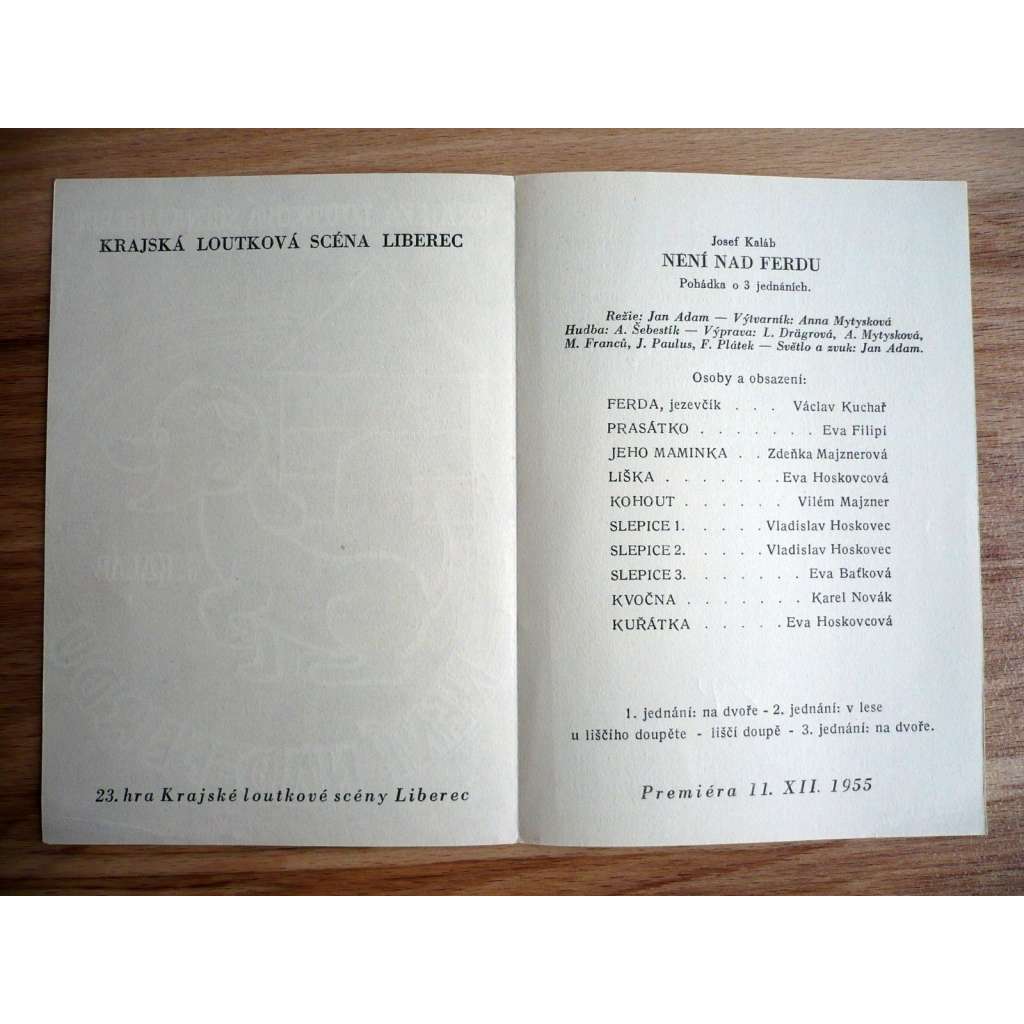 KRAJSKÁ LOUTKOVÁ SCÉNA LIBEREC
23. hra Krajské loutkové scény Liberec
Josef Kaláb
NENÍ NAD FERDU
Pohádka o 3 jednáních.
Režie: Jan Adam — Výtvarník: Anna Mytysková
Hudba: A. Šebestík — Výprava: L. Drägrová, A. Mytysková,
M. Franců, J. Paulus, F. Plátek — Světlo a zvuk: Jan Adam.
Osoby a obsazení:
FERDA, jezevčík . . . Václav Kuchař
PRASÁTKO . . . . . . . Eva Filipi
JEHO MAMINKA . . Zdeňka Majznerová
LIŠKA . . . . . . . Eva Hoskovcová
KOHOUT . . . . . . Vilém Majzner
SLEPICE 1. . . . . Vladislav Hoskovec
SLEPICE 2. . . . . Vladislav Hoskovec
SLEPICE 3. . . . . . . Eva Baťková
KVOČNA . . . . . . . Karel Novák
KUŘÁTKA . . . . . Eva Hoskovcová
1. jednání: na dvoře - 2. jednání: v lese
u liščího doupěte - liščí doupě - 3. jednání: na dvoře.
Premiéra 11. XII. 1955